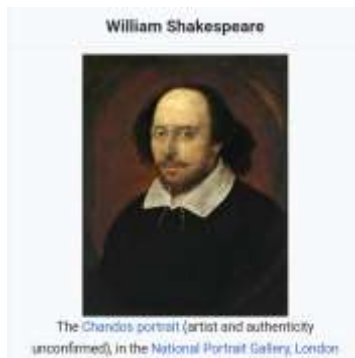 William Shakespeare
The Chandos portrait (artist and authenticity
unconfirmed), in the National Portrait Gallery, London